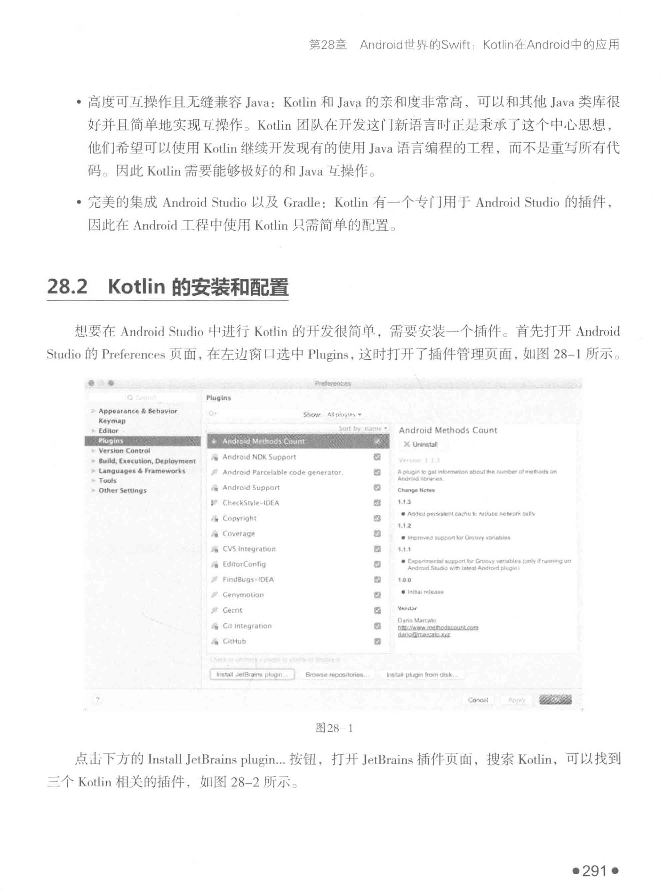 第28章 Android世界的Swift：Kotlin在Android中的应用
• 高度可互操作且无缝兼容 Java：Kotlin 和 Java 的亲和度非常高，可以和其他 Java 类库很
好并且简单地实现互操作。Kotlin 团队在开发这门新语言时正是秉承了这个中心思想，
他们希望可以使用 Kotlin 继续开发现有的使用 Java 语言编程的工程，而不是重写所有代
码。因此 Kotlin 需要能够极好的和 Java 互操作。
• 完美的集成 Android Studio 以及 Gradle：Kotlin 有一个专门用于 Android Studio 的插件，
因此在 Android 工程中使用 Kotlin 只需简单的配置。
28.2 Kotlin 的安装和配置
想要在 Android Studio 中进行 Kotlin 的开发很简单，需要安装一个插件。首先打开 Android
Studio 的 Preferences 页面，在左边窗口选中 Plugins，这时打开了插件管理页面，如图 28-1 所示。
Preferences
Appearance & Behavior
Keymap
Editor
Plugins
Version Control
Build, Execution, Deployment
Languages & Frameworks
Tools
Other Settings
Plugins
Show: All plugins
Sort by: name
Android Methods Count
Android NDK Support
Android Parcelable code generator.
Android Support
CheckStyle-IDEA
Copyright
Coverage
CVS Integration
EditorConfig
FindBugs-IDEA
Genymotion
Gerrit
Git Integration
GitHub
Install JetBrains plugin... Browse repositories... Install plugin from disk...
Android Methods Count
Uninstall
Version: 1.1.3
A plugin to get information about the number of methods on
Android libraries.
Change Notes
1.1.3
• Added persistent cache to reduce network calls
1.1.2
• Improved support for Groovy variables
1.1.1
• Experimental support for Groovy variables (only if running on
Android Studio with latest Android plugin)
1.0.0
• Initial release
Vendor
Dario Marcato
http://www.methodscount.com
dario@marcato.xyz
? Cancel Apply
图28-1
点击下方的 Install JetBrains plugin... 按钮，打开 JetBrains 插件页面，搜索 Kotlin，可以找到
三个 Kotlin 相关的插件，如图 28-2 所示。
•291•